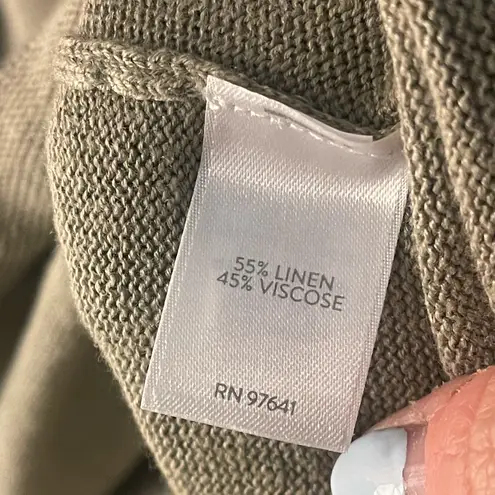 55% LINEN
45% VISCOSE
RN 97641